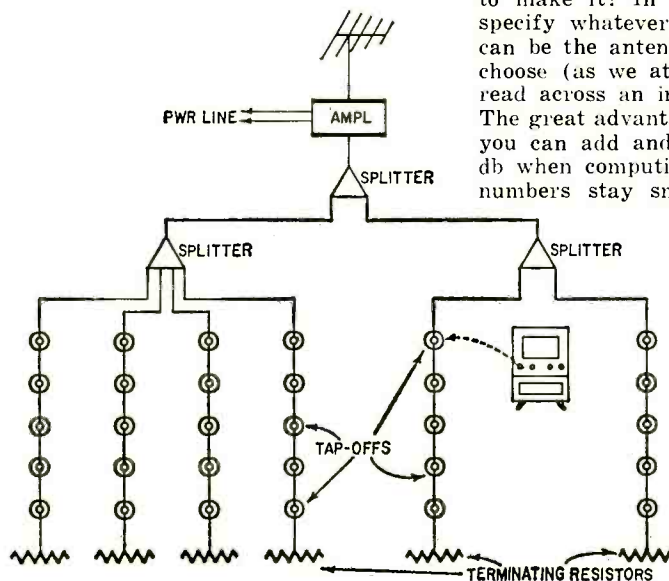 to make it! In
specify whatever
can be the anten
choose (as we at
read across an in
The great advant
you can add and
db when computi
numbers stay sn
PWR LINE
AMPL
SPLITTER
SPLITTER
SPLITTER
TAP-OFFS
TERMINATING RESISTORS